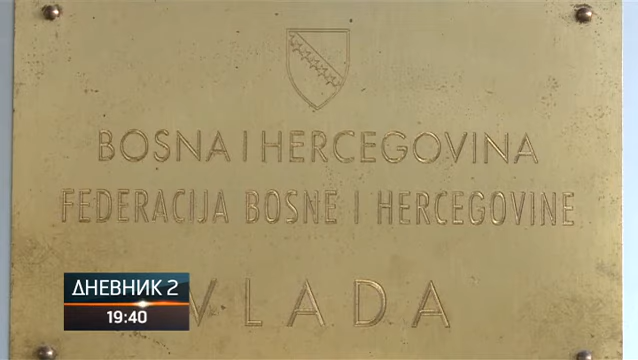 BOSNA I HERCEGOVINA
FEDERACIJA BOSNE I HERCEGOVINE
VLADA
ДНЕВНИК 2
19:40